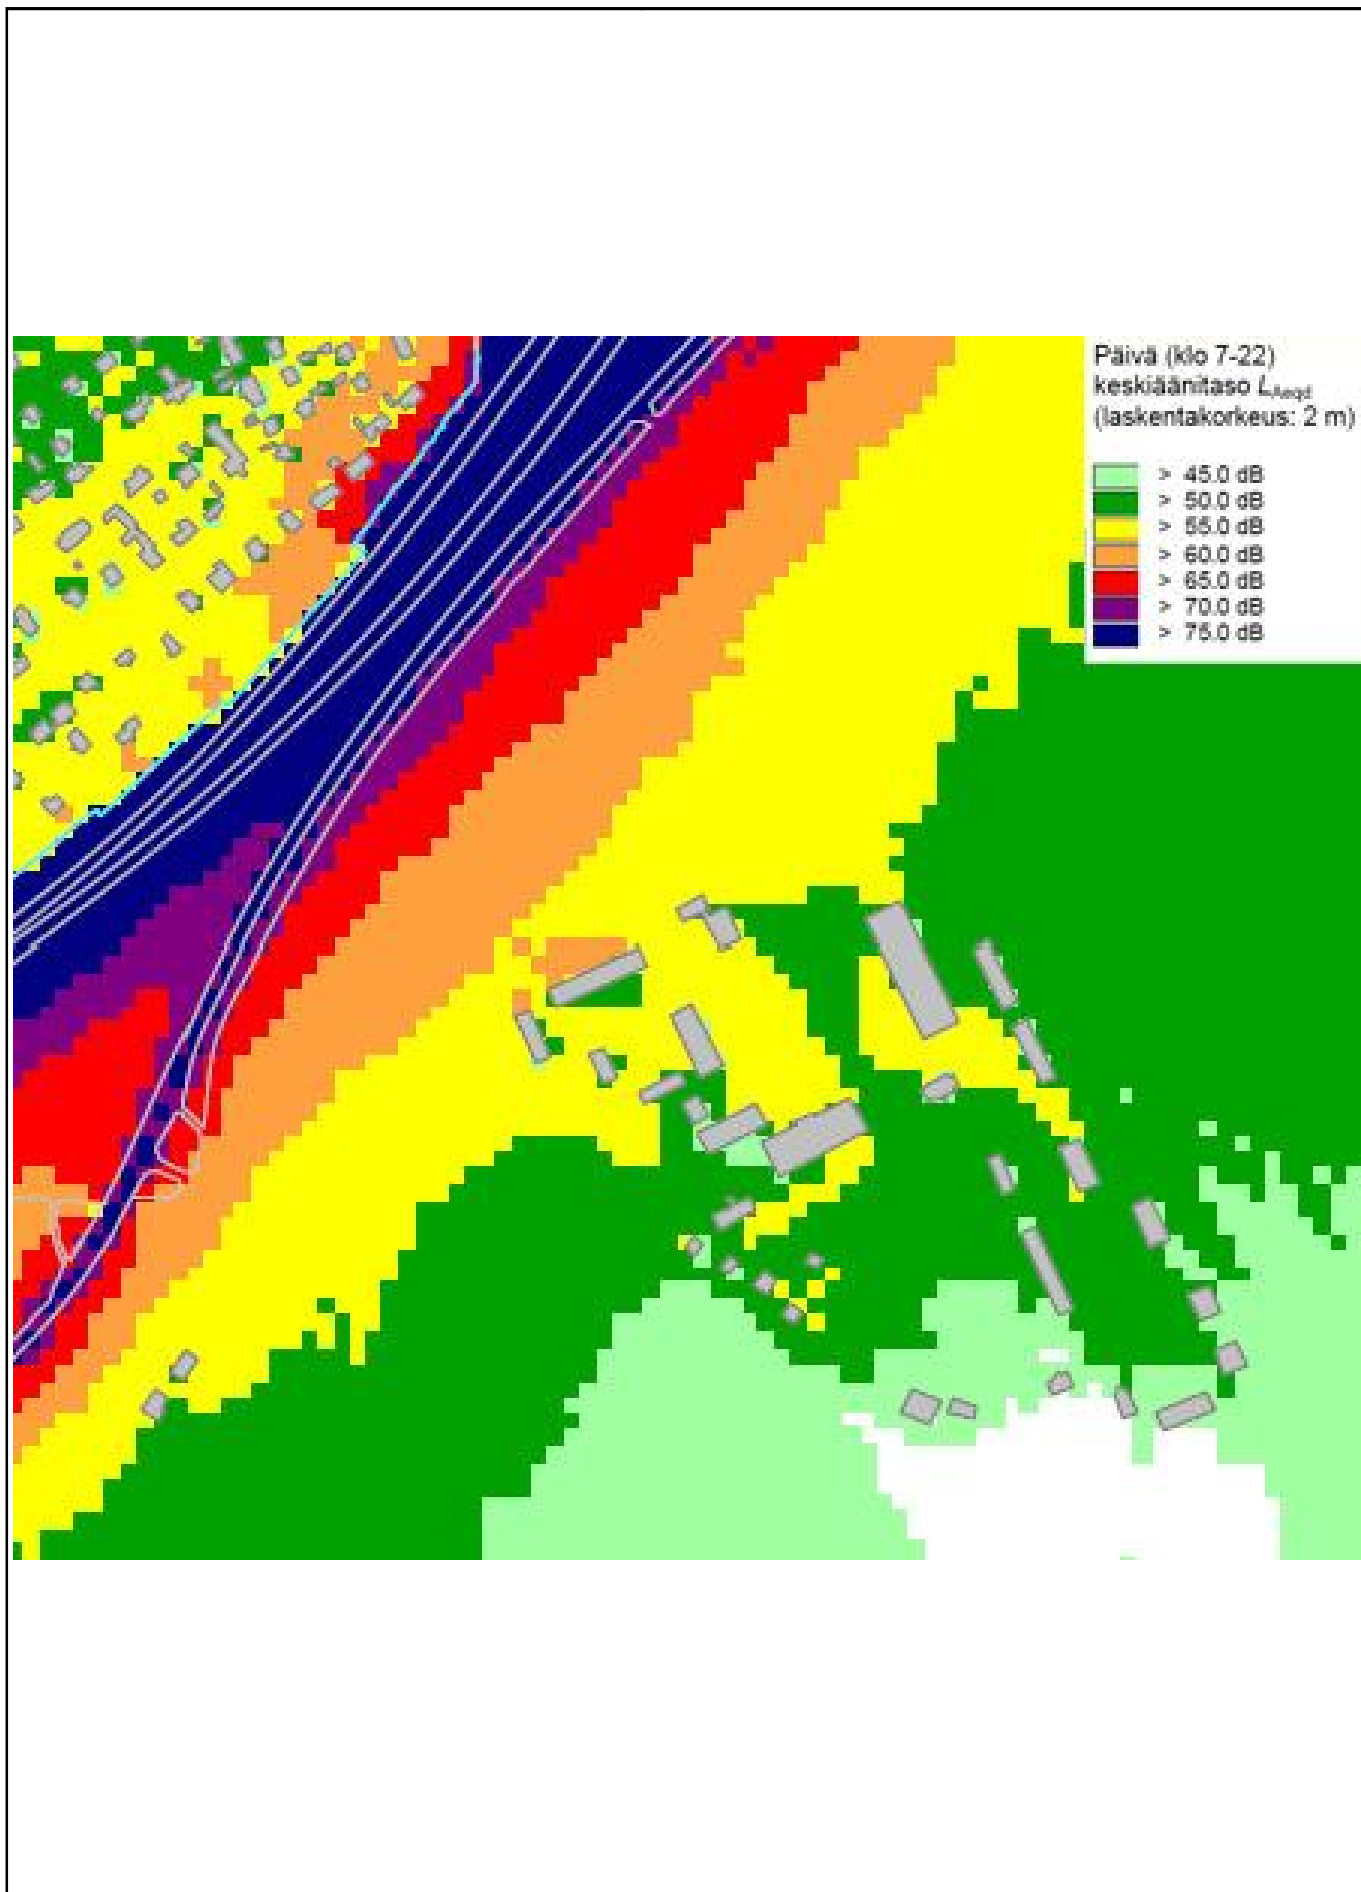 Päivä (klo 7-22)
keskiäänitaso LAeqd
(laskentakorkeus: 2 m)
> 45.0 dB
> 50.0 dB
> 55.0 dB
> 60.0 dB
> 65.0 dB
> 70.0 dB
> 75.0 dB